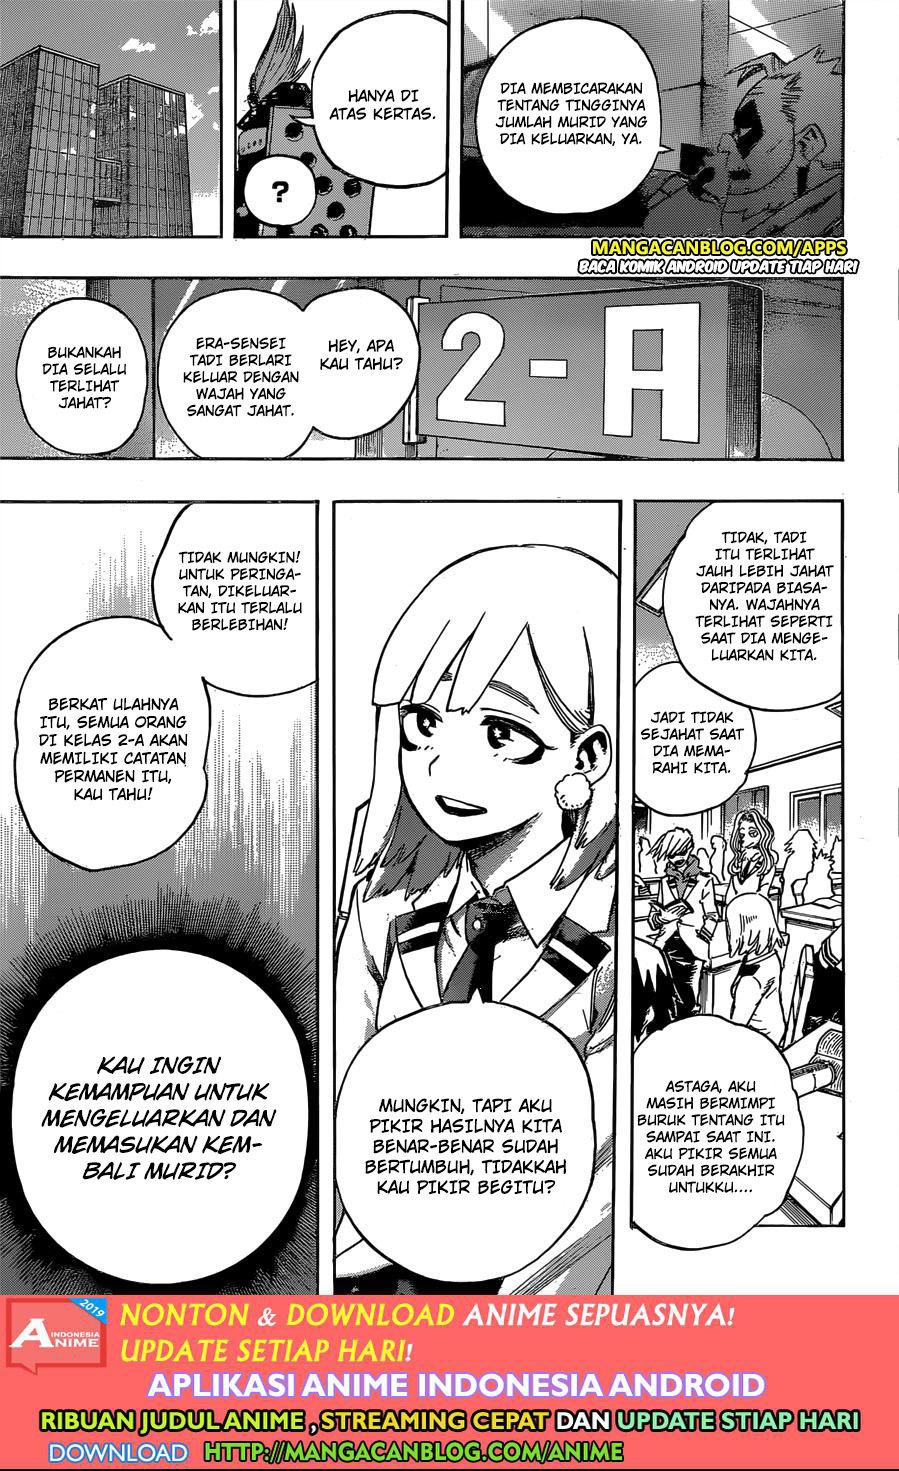 DIA MEMBICARAKAN
TENTANG TINGGINYA
JUMLAH MURID YANG
DIA KELUARKAN, YA.
HANYA DI
ATAS KERTAS.
?
MANGACANBLOG.COM/APPS
BACA KOMIK ANDROID UPDATE TIAP HARI
2-A
HEY, APA
KAU TAHU?
ERA-SENSEI
TADI BERLARI
KELUAR DENGAN
WAJAH YANG
SANGAT JAHAT.
BUKANKAH
DIA SELALU
TERLIHAT
JAHAT?
TIDAK, TADI
ITU TERLIHAT
JAUH LEBIH JAHAT
DARIPADA BIASA-
NYA. WAJAHNYA
TERLIHAT SEPERTI
SAAT DIA MENGE-
LUARKAN KITA.
JADI TIDAK
SEJAHAT SAAT
DIA MEMA-
RAHI KITA.
ASTAGA, AKU
MASIH BERMIMPI
BURUK TENTANG ITU
SAMPAI SAAT INI.
AKU PIKIR SEMUA
SUDAH BERAKHIR
UNTUKKU....
MUNGKIN, TAPI AKU
PIKIR HASILNYA KITA
BENAR-BENAR SUDAH
BERTUMBUH, TIDAKKAH
KAU PIKIR BEGITU?
TIDAK MUNGKIN!
UNTUK PERINGA-
TAN, DIKELUAR-
KAN ITU TERLALU
BERLEBIHAN!
BERKAT ULAHNYA
ITU, SEMUA ORANG
DI KELAS 2-A AKAN
MEMILIKI CATATAN
PERMANEN ITU,
KAU TAHU!
KAU INGIN
KEMAMPUAN UNTUK
MENGELUARKAN DAN
MEMASUKAN KEM-
BALI MURID?
2019
INDONESIA
ANIME
NONTON & DOWNLOAD ANIME SEPUASNYA!
UPDATE SETIAP HARI!
APLIKASI ANIME INDONESIA ANDROID
RIBUAN JUDUL ANIME , STREAMING CEPAT DAN UPDATE STIAP HARI
DOWNLOAD HTTP://MANGACANBLOG.COM/ANIME